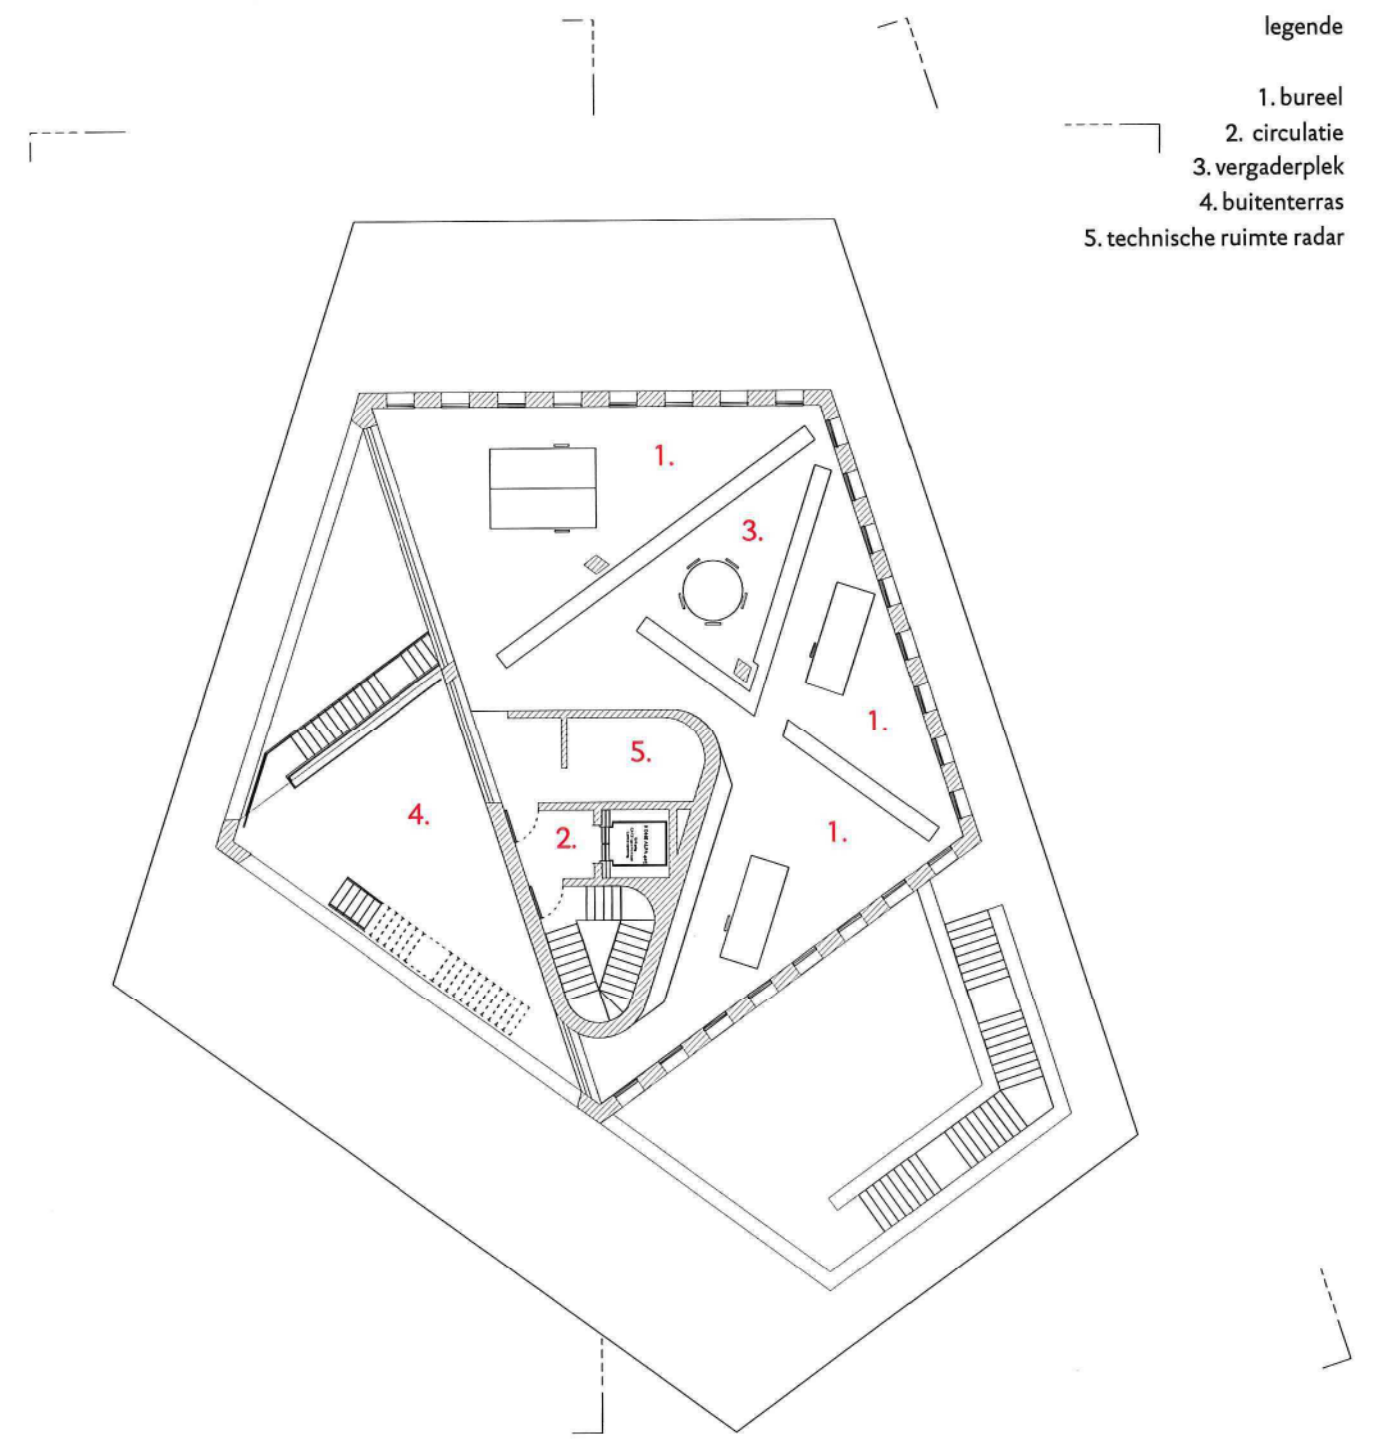 legende
1. bureel
2. circulatie
3. vergaderplek
4. buitenterras
5. technische ruimte radar
1.
3.
1.
5.
4.
2.
1.